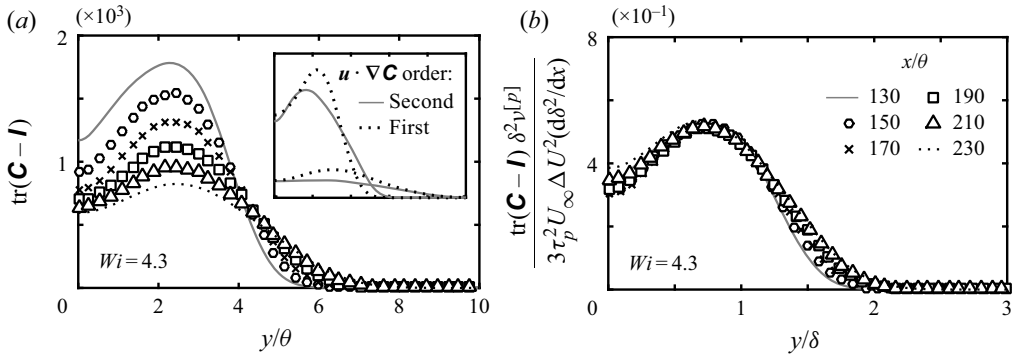 (a)
(×10³)
2
1
0
tr(C – I)
u · ∇C order:
Second
First
Wi = 4.3
0 2 4 6 8 10
y/θ
(b)
(×10⁻¹)
8
4
0
tr(C – I) δ²ν[p]
3τp²U∞ΔU²(dδ²/dx)
x/θ
130 190
150 210
170 230
Wi = 4.3
0 1 2 3
y/δ